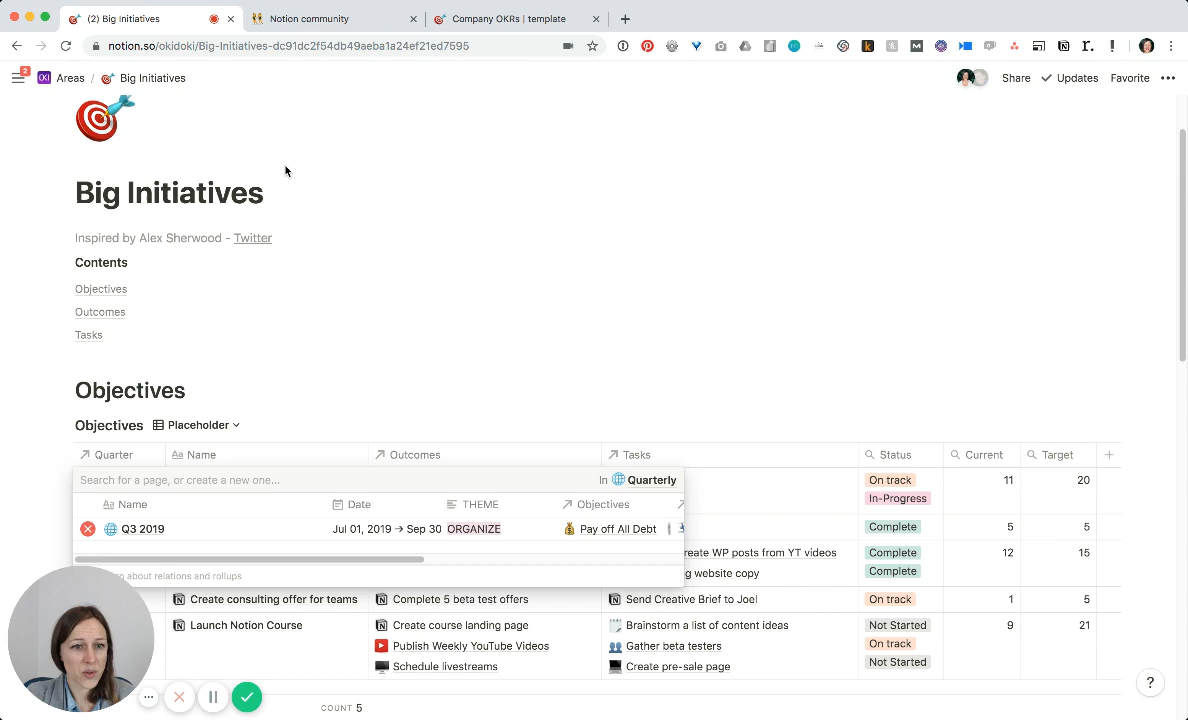 (2) Big Initiatives
Notion community
Company OKRs | template
notion.so/okidoki/Big-Initiatives-dc91dc2f54db49aeba1a24ef21ed7595
2
OKI
Areas / Big Initiatives
Share Updates Favorite
Big Initiatives
Inspired by Alex Sherwood - Twitter
Contents
Objectives
Outcomes
Tasks
Objectives
Objectives Placeholder
Quarter Aa Name Outcomes Tasks Status Current Target
Search for a page, or create a new one... In Quarterly
On track 11 20
Aa Name Date THEME Objectives
In-Progress
Q3 2019 Jul 01, 2019 → Sep 30 ORGANIZE Pay off All Debt
Complete 5 5
reate WP posts from YT videos Complete 12 15
g website copy Complete
about relations and rollups
Create consulting offer for teams Complete 5 beta test offers Send Creative Brief to Joel On track 1 5
Launch Notion Course Create course landing page Brainstorm a list of content ideas Not Started 9 21
Publish Weekly YouTube Videos Gather beta testers On track
Schedule livestreams Create pre-sale page Not Started
COUNT 5
?